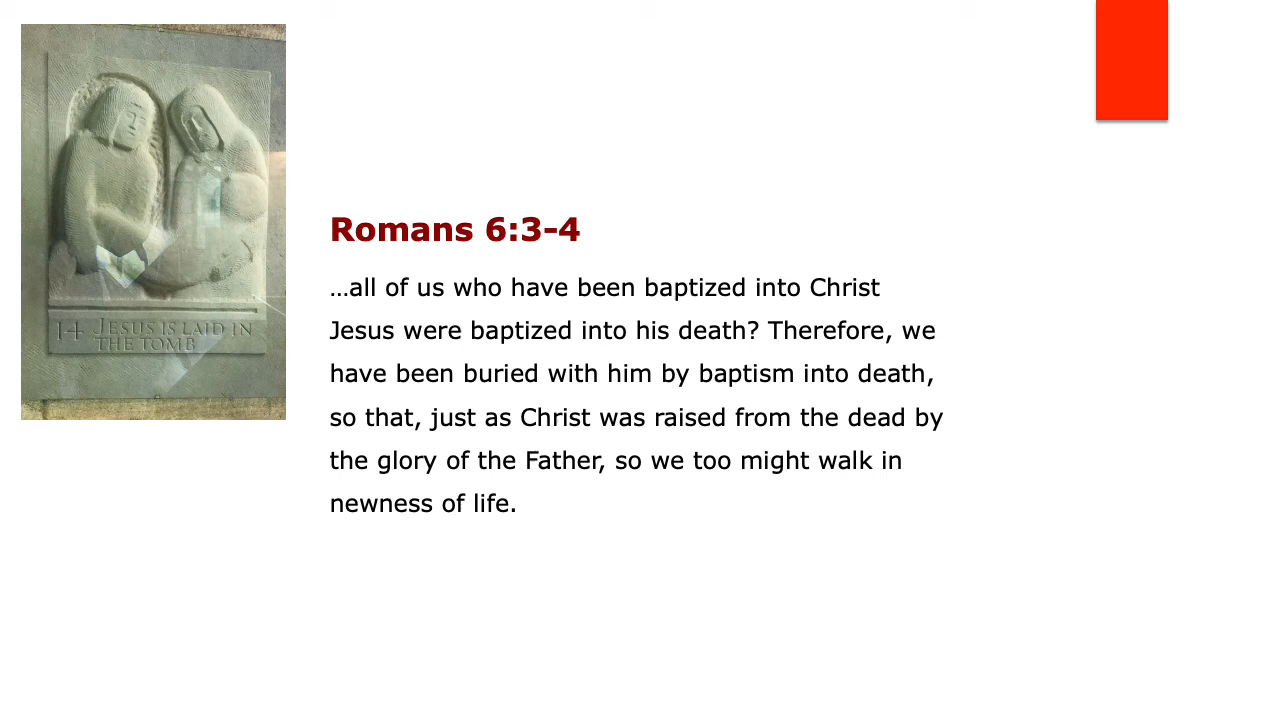 14 JESUS IS LAID IN
THE TOMB
Romans 6:3-4
…all of us who have been baptized into Christ
Jesus were baptized into his death? Therefore, we
have been buried with him by baptism into death,
so that, just as Christ was raised from the dead by
the glory of the Father, so we too might walk in
newness of life.